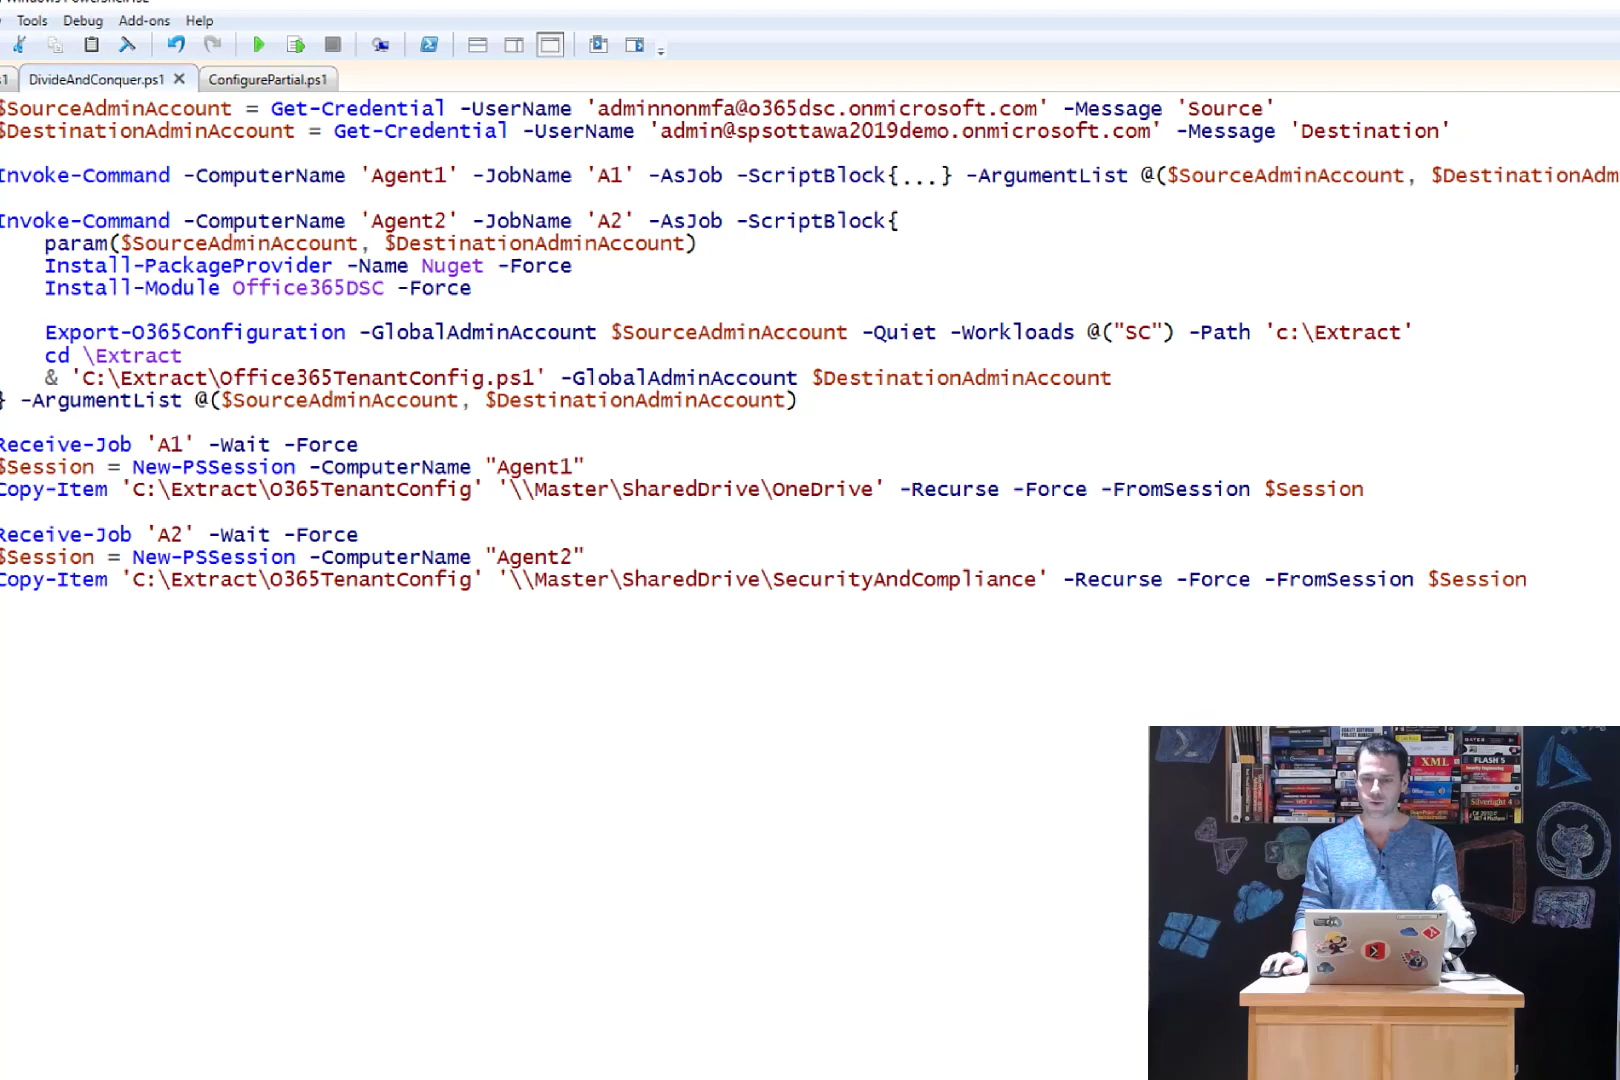 Tools Debug Add-ons Help
DivideAndConquer.ps1 ConfigurePartial.ps1
$SourceAdminAccount = Get-Credential -UserName 'adminnonmfa@o365dsc.onmicrosoft.com' -Message 'Source'
$DestinationAdminAccount = Get-Credential -UserName 'admin@spsottawa2019demo.onmicrosoft.com' -Message 'Destination'
Invoke-Command -ComputerName 'Agent1' -JobName 'A1' -AsJob -ScriptBlock{...} -ArgumentList @($SourceAdminAccount, $DestinationAdm
Invoke-Command -ComputerName 'Agent2' -JobName 'A2' -AsJob -ScriptBlock{
param($SourceAdminAccount, $DestinationAdminAccount)
Install-PackageProvider -Name Nuget -Force
Install-Module Office365DSC -Force
Export-O365Configuration -GlobalAdminAccount $SourceAdminAccount -Quiet -Workloads @("SC") -Path 'c:\Extract'
cd \Extract
& 'C:\Extract\Office365TenantConfig.ps1' -GlobalAdminAccount $DestinationAdminAccount
} -ArgumentList @($SourceAdminAccount, $DestinationAdminAccount)
Receive-Job 'A1' -Wait -Force
$Session = New-PSSession -ComputerName "Agent1"
Copy-Item 'C:\Extract\O365TenantConfig' '\\Master\SharedDrive\OneDrive' -Recurse -Force -FromSession $Session
Receive-Job 'A2' -Wait -Force
$Session = New-PSSession -ComputerName "Agent2"
Copy-Item 'C:\Extract\O365TenantConfig' '\\Master\SharedDrive\SecurityAndCompliance' -Recurse -Force -FromSession $Session
XML
FLASH 5
Silverlight 4